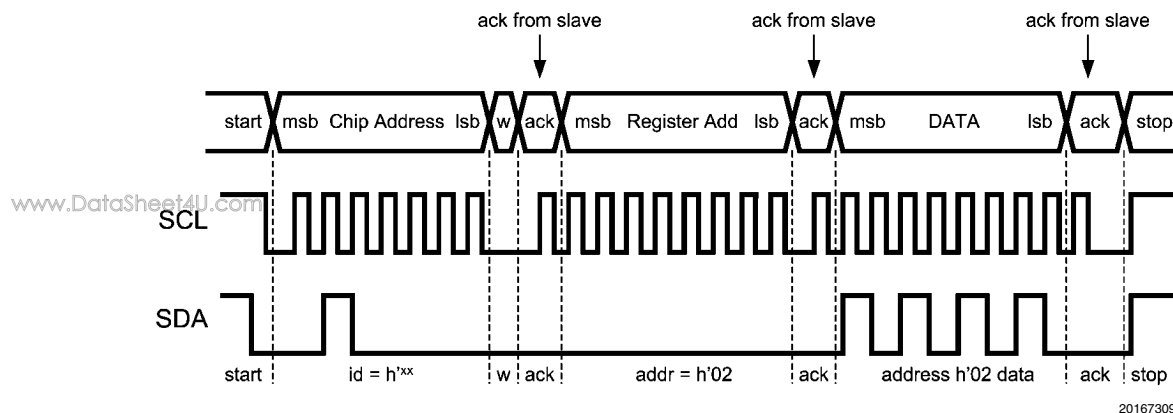 ack from slave ack from slave ack from slave
start msb Chip Address lsb w ack msb Register Add lsb ack msb DATA lsb ack stop
www.DataSheet4U.com
SCL
SDA
start id = h'xx w ack addr = h'02 ack address h'02 data ack stop
20167309